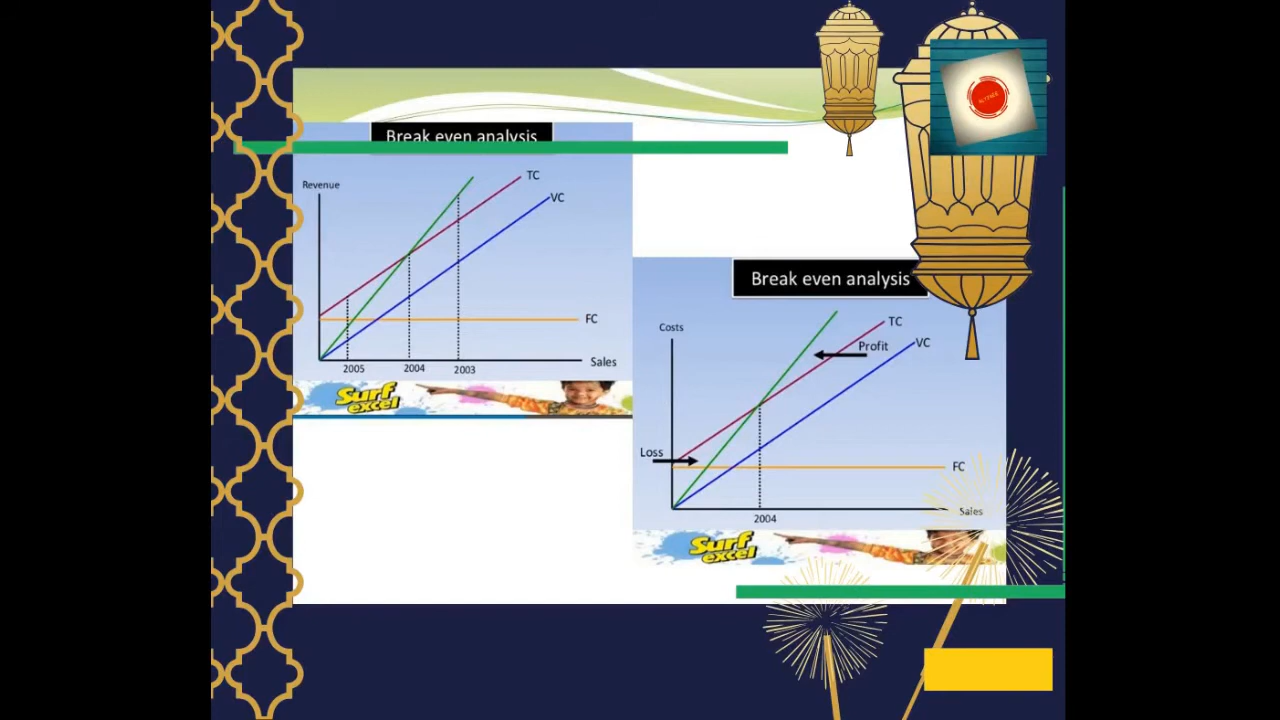 Break even analysis
Revenue
TC
VC
FC
Sales
2005
2004
2003
Surf
excel
Break even analysis
Costs
TC
Profit
VC
Loss
FC
Sales
2004
Surf
excel